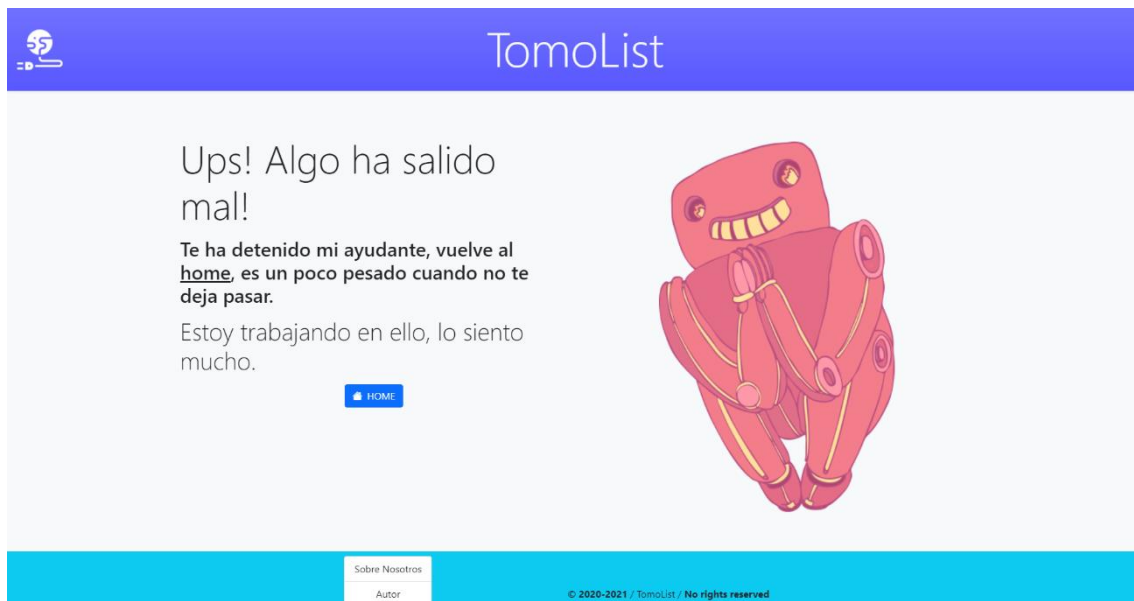 TomoList
Ups! Algo ha salido
mal!
Te ha detenido mi ayudante, vuelve al
home, es un poco pesado cuando no te
deja pasar.
Estoy trabajando en ello, lo siento
mucho.
HOME
Sobre Nosotros
Autor
© 2020-2021 / TomoList / No rights reserved